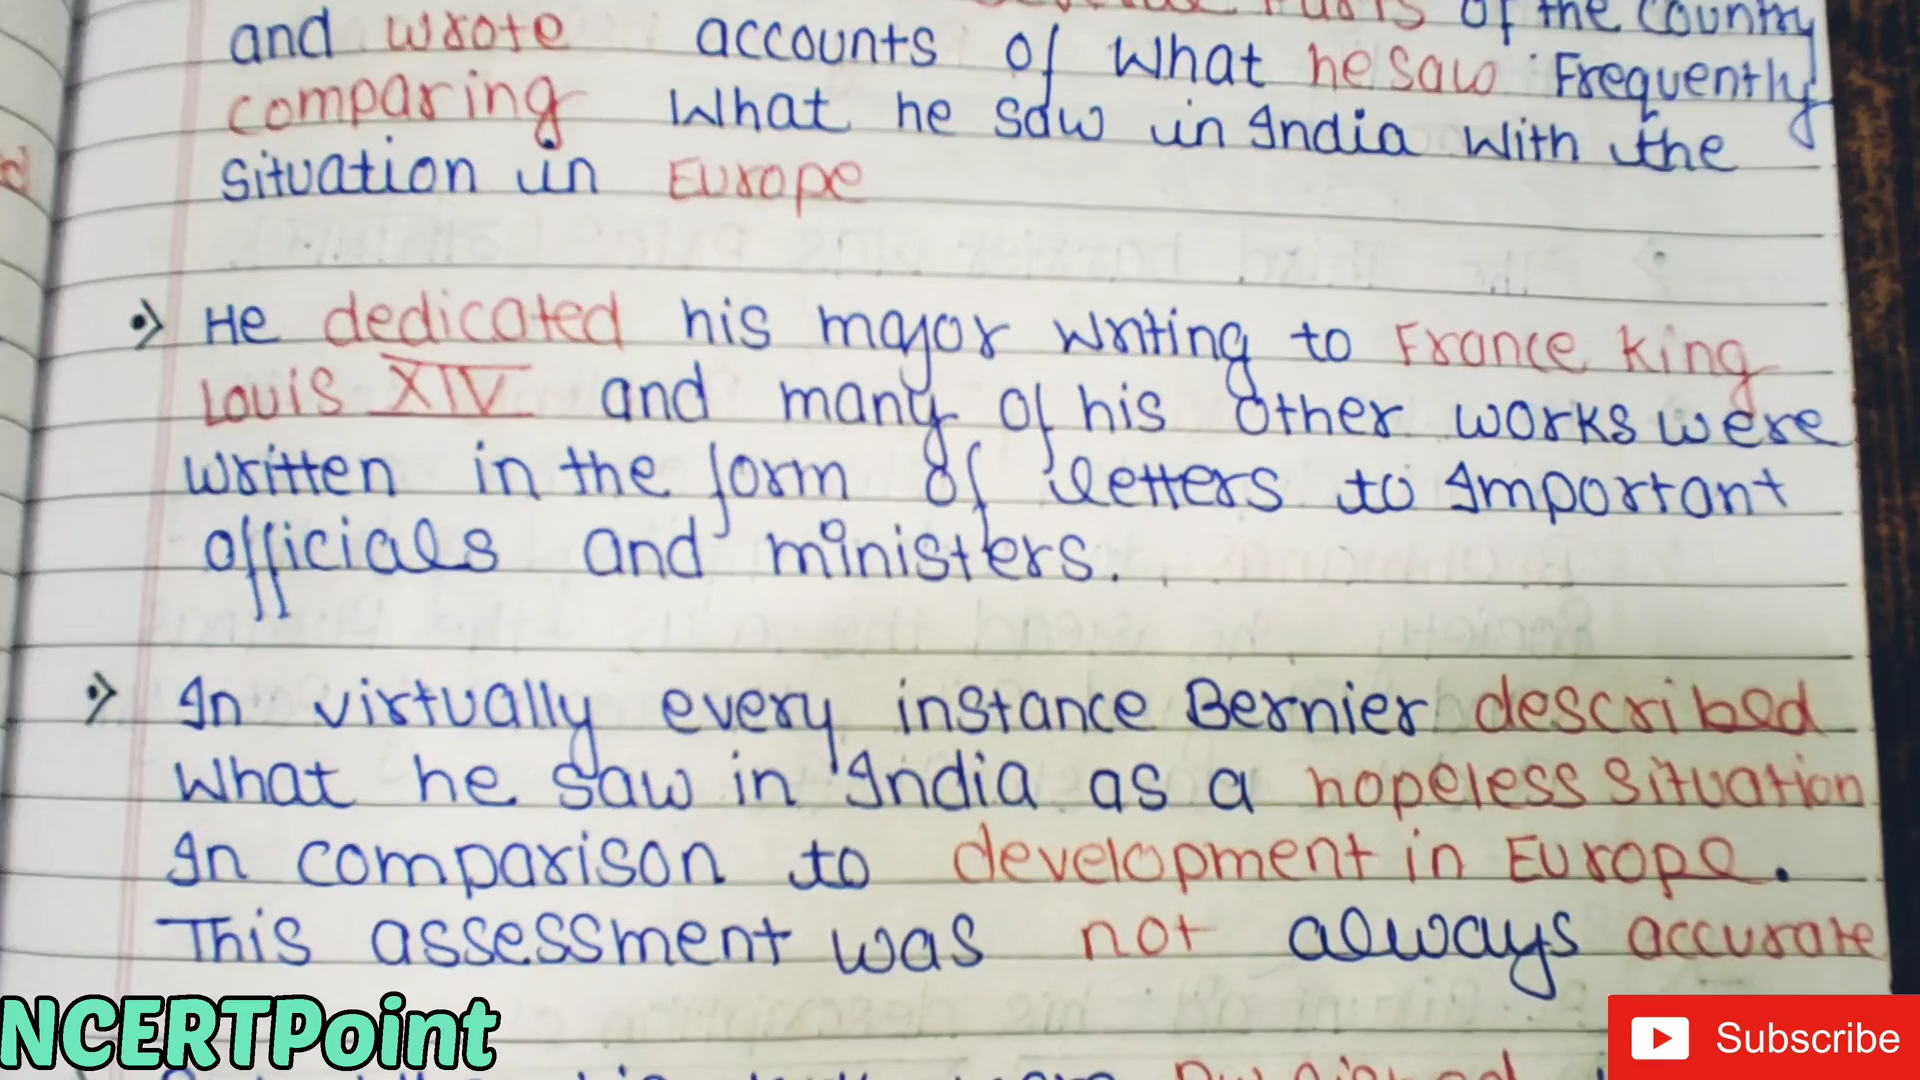 of the country
and wrote accounts of what he saw Frequently
comparing What he saw in India with the
situation in Europe
He dedicated his major writing to France king
Louis XIV and many of his other works were
written in the form of letters to Important
officials and ministers.
In virtually every instance Bernier described
What he saw in India as a hopeless situation
In comparison to development in Europe.
This assessment was not always accurate
NCERTPoint
Subscribe